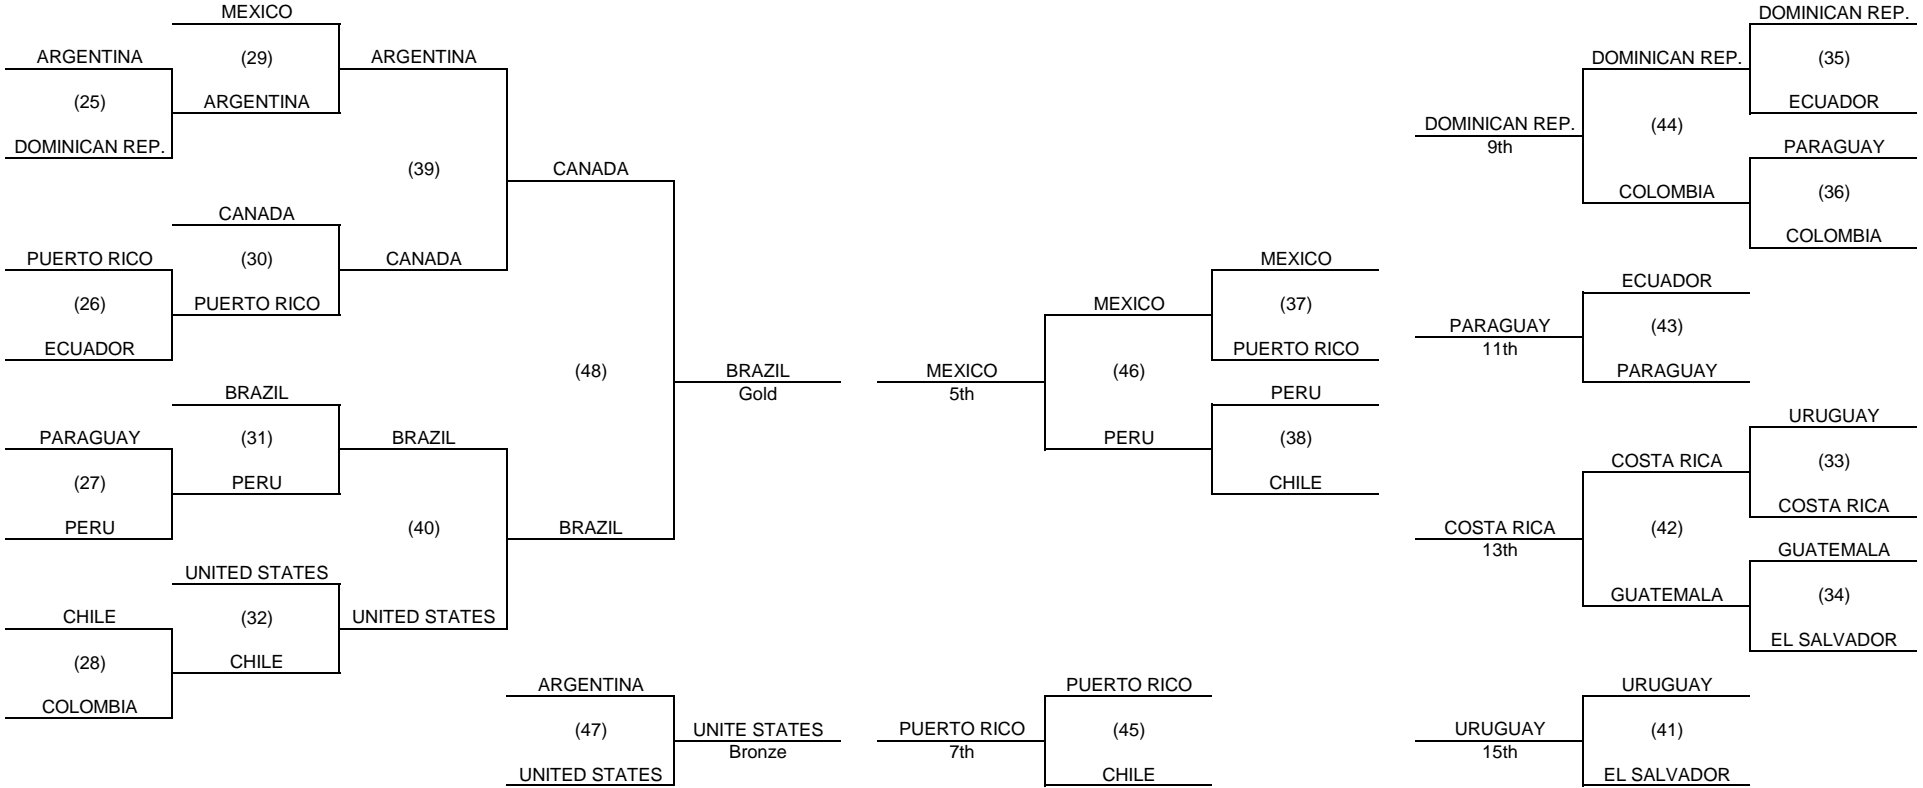 MEXICO
ARGENTINA
(29)
ARGENTINA
(25)
ARGENTINA
DOMINICAN REP.
(39)
CANADA
CANADA
PUERTO RICO
(30)
CANADA
(26)
PUERTO RICO
ECUADOR
(48)
BRAZIL
Gold
BRAZIL
PARAGUAY
(31)
BRAZIL
(27)
PERU
PERU
(40)
BRAZIL
UNITED STATES
CHILE
(32)
UNITED STATES
(28)
CHILE
COLOMBIA
ARGENTINA
(47)
UNITE STATES
Bronze
UNITED STATES
MEXICO
MEXICO
(37)
PUERTO RICO
MEXICO
5th
(46)
PERU
PERU
(38)
CHILE
PUERTO RICO
PUERTO RICO
7th
(45)
CHILE
DOMINICAN REP.
DOMINICAN REP.
(35)
ECUADOR
DOMINICAN REP.
9th
(44)
PARAGUAY
COLOMBIA
(36)
COLOMBIA
ECUADOR
PARAGUAY
11th
(43)
PARAGUAY
URUGUAY
COSTA RICA
(33)
COSTA RICA
COSTA RICA
13th
(42)
GUATEMALA
GUATEMALA
(34)
EL SALVADOR
URUGUAY
URUGUAY
15th
(41)
EL SALVADOR